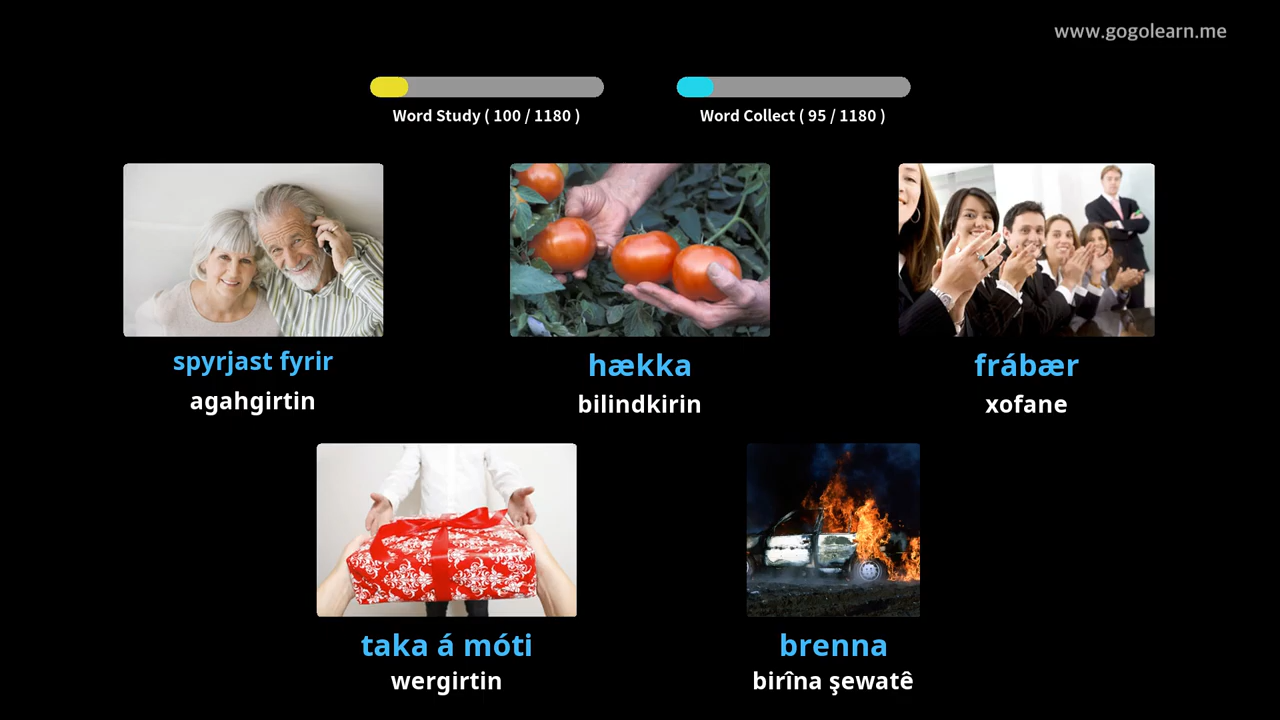 www.gogolearn.me
Word Study ( 100 / 1180 )
Word Collect ( 95 / 1180 )
spyrjast fyrir
agahgirtin
hækka
bilindkirin
frábær
xofane
taka á móti
wergirtin
brenna
birîna şewatê